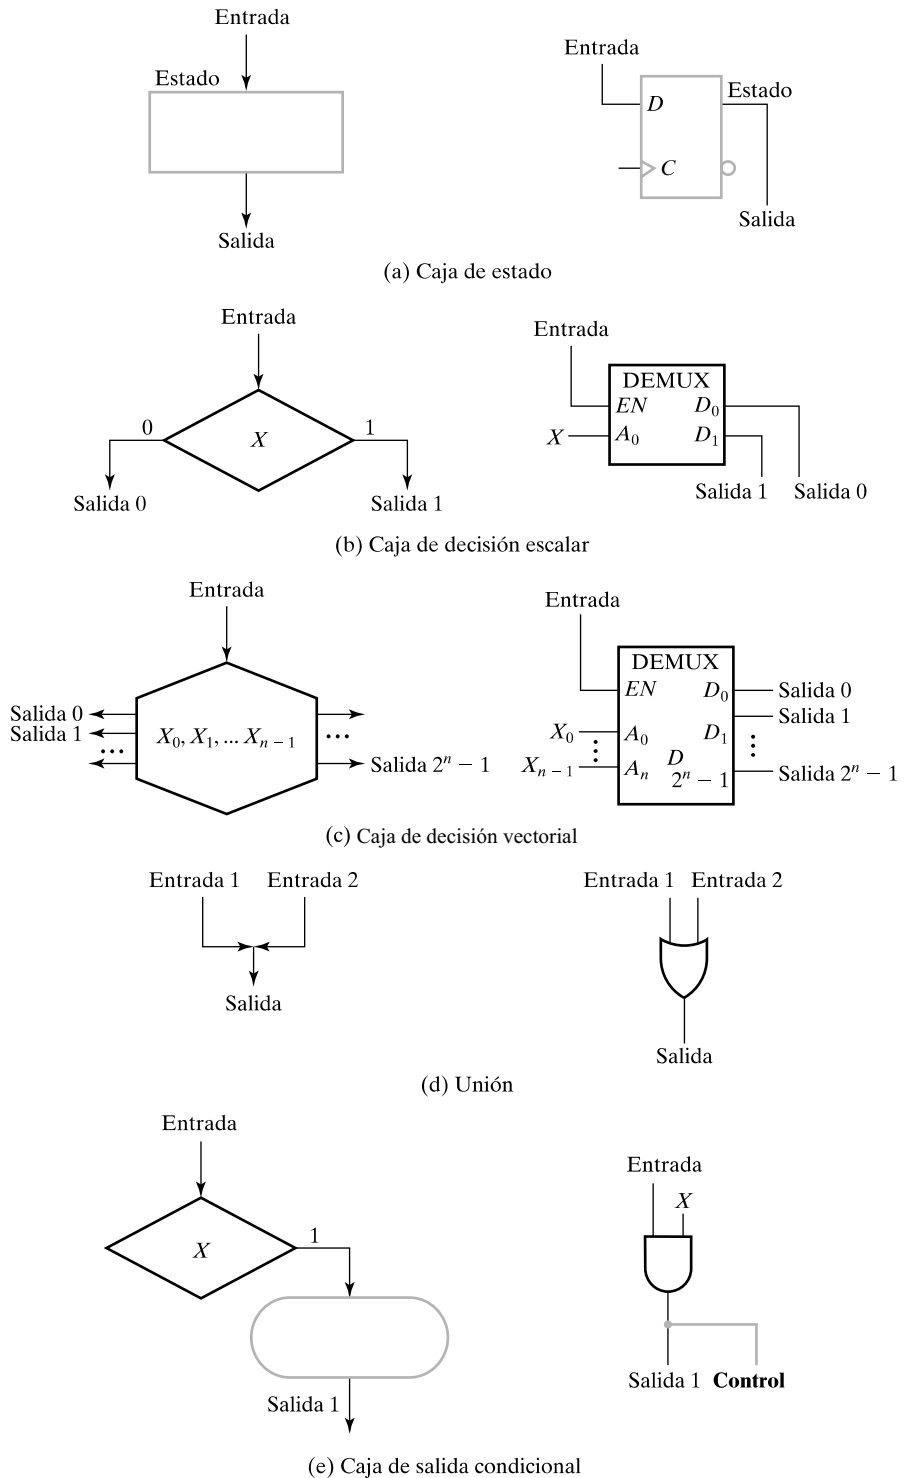 Entrada
Estado
Salida
Entrada
D
Estado
C
Salida
(a) Caja de estado
Entrada
0
X
1
Salida 0
Salida 1
Entrada
DEMUX
EN D₀
X A₀ D₁
Salida 1 Salida 0
(b) Caja de decisión escalar
Entrada
Salida 0
Salida 1
...
X₀, X₁, ... Xₙ ₋ ₁
...
Salida 2ⁿ − 1
Entrada
DEMUX
EN D₀ Salida 0
Salida 1
X₀ A₀ D₁
D
Xₙ ₋ ₁ Aₙ 2ⁿ − 1 Salida 2ⁿ − 1
(c) Caja de decisión vectorial
Entrada 1 Entrada 2
Salida
Entrada 1 Entrada 2
Salida
(d) Unión
Entrada
X
1
Salida 1
Entrada
X
Salida 1 Control
(e) Caja de salida condicional